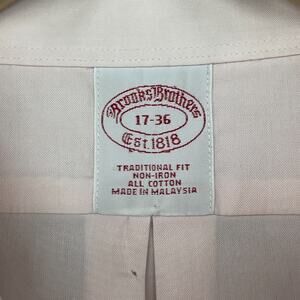 Brooks Brothers
17-36
Est. 1818
TRADITIONAL FIT
NON-IRON
ALL COTTON
MADE IN MALAYSIA